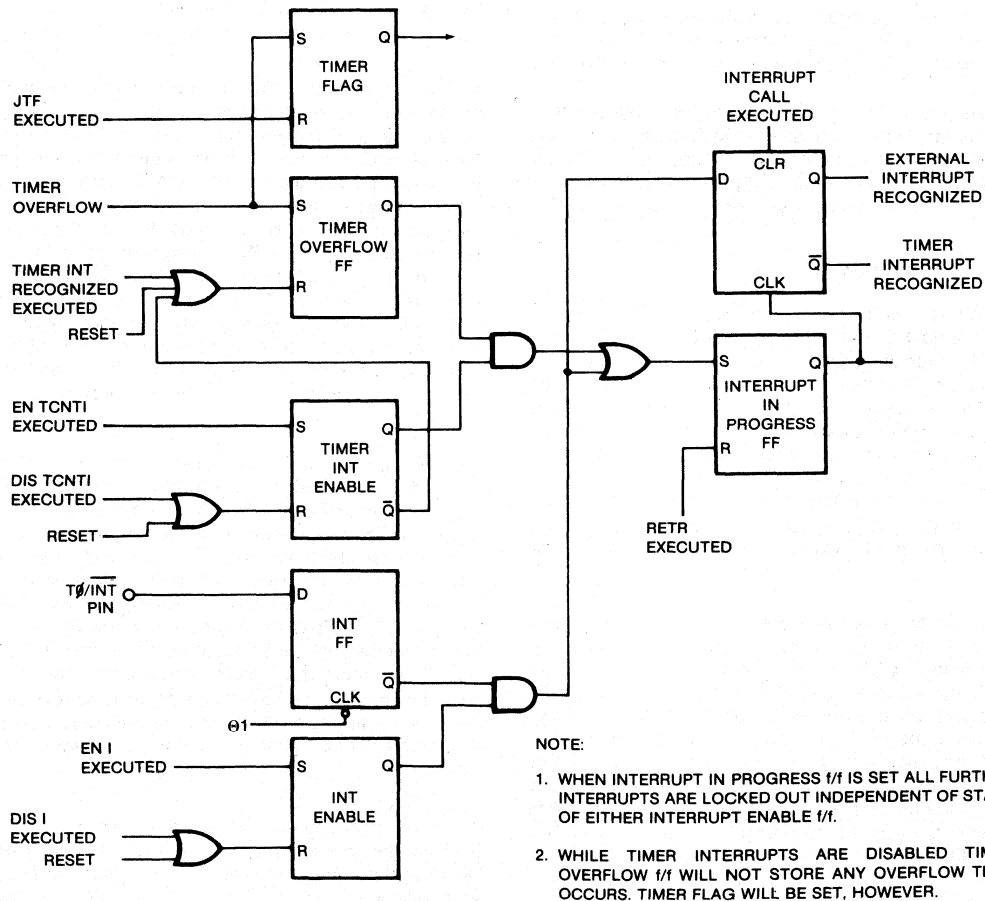 S
Q
TIMER
FLAG
R
JTF
EXECUTED
TIMER
OVERFLOW
S
Q
TIMER
OVERFLOW
FF
R
TIMER INT
RECOGNIZED
EXECUTED
RESET
EN TCNTI
EXECUTED
S
Q
TIMER
INT
ENABLE
R
Q̅
DIS TCNTI
EXECUTED
RESET
TØ/I̅N̅T̅
PIN
D
INT
FF
Q̅
CLK
Θ1
EN I
EXECUTED
S
Q
INT
ENABLE
R
DIS I
EXECUTED
RESET
INTERRUPT
CALL
EXECUTED
CLR
D
Q
Q̅
CLK
EXTERNAL
INTERRUPT
RECOGNIZED
TIMER
INTERRUPT
RECOGNIZED
S
Q
INTERRUPT
IN
PROGRESS
FF
R
RETR
EXECUTED
NOTE:
1. WHEN INTERRUPT IN PROGRESS f/f IS SET ALL FURTH
INTERRUPTS ARE LOCKED OUT INDEPENDENT OF STA
OF EITHER INTERRUPT ENABLE f/f.
2. WHILE TIMER INTERRUPTS ARE DISABLED TIM
OVERFLOW f/f WILL NOT STORE ANY OVERFLOW TH
OCCURS. TIMER FLAG WILL BE SET, HOWEVER.